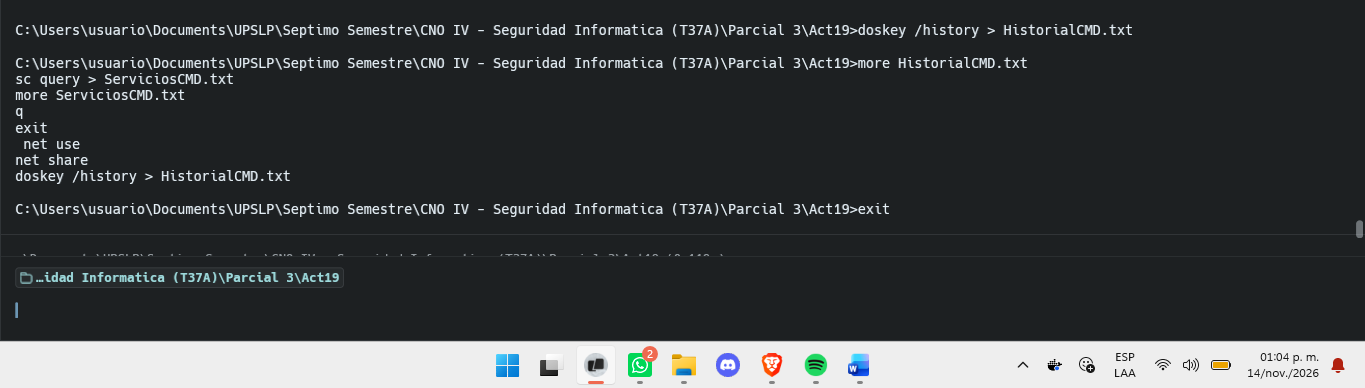 C:\Users\usuario\Documents\UPSLP\Septimo Semestre\CNO IV - Seguridad Informatica (T37A)\Parcial 3\Act19>doskey /history > HistorialCMD.txt
C:\Users\usuario\Documents\UPSLP\Septimo Semestre\CNO IV - Seguridad Informatica (T37A)\Parcial 3\Act19>more HistorialCMD.txt
sc query > ServiciosCMD.txt
more ServiciosCMD.txt
q
exit
 net use
net share
doskey /history > HistorialCMD.txt
C:\Users\usuario\Documents\UPSLP\Septimo Semestre\CNO IV - Seguridad Informatica (T37A)\Parcial 3\Act19>exit
…idad Informatica (T37A)\Parcial 3\Act19
2
W
ESP
LAA
01:04 p. m.
14/nov./2026